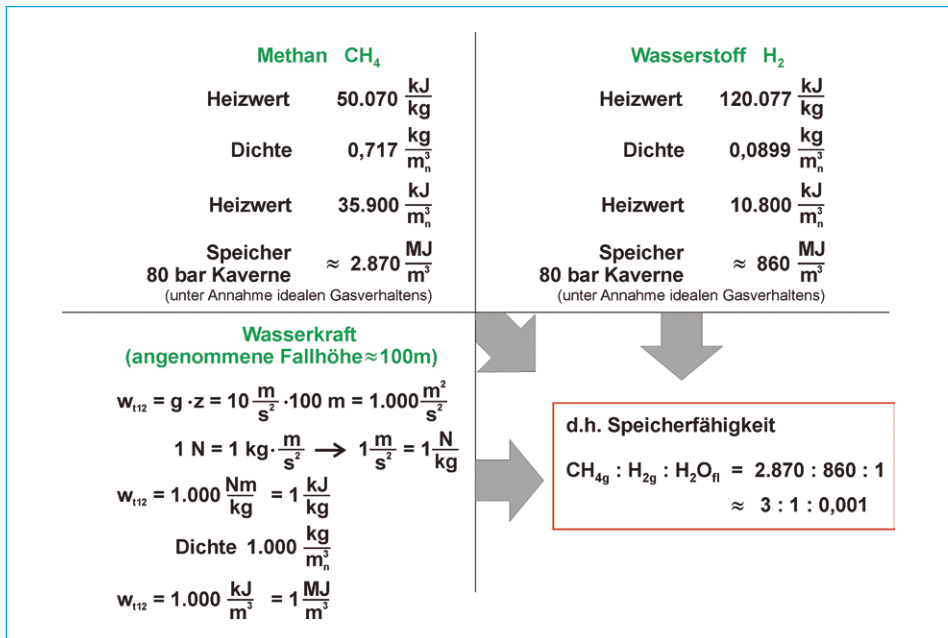 Methan CH₄
Heizwert 50.070 kJ/kg
Dichte 0,717 kg/m³ₙ
Heizwert 35.900 kJ/m³ₙ
Speicher
80 bar Kaverne ≈ 2.870 MJ/m³
(unter Annahme idealen Gasverhaltens)
Wasserstoff H₂
Heizwert 120.077 kJ/kg
Dichte 0,0899 kg/m³ₙ
Heizwert 10.800 kJ/m³ₙ
Speicher
80 bar Kaverne ≈ 860 MJ/m³
(unter Annahme idealen Gasverhaltens)
Wasserkraft
(angenommene Fallhöhe≈100m)
wₜ₁₂ = g · z = 10 m/s² · 100 m = 1.000 m²/s²
1 N = 1 kg · m/s² → 1 m/s² = 1 N/kg
wₜ₁₂ = 1.000 Nm/kg = 1 kJ/kg
Dichte 1.000 kg/m³ₙ
wₜ₁₂ = 1.000 kJ/m³ = 1 MJ/m³
d.h. Speicherfähigkeit
CH₄g : H₂g : H₂Ofl = 2.870 : 860 : 1
≈ 3 : 1 : 0,001